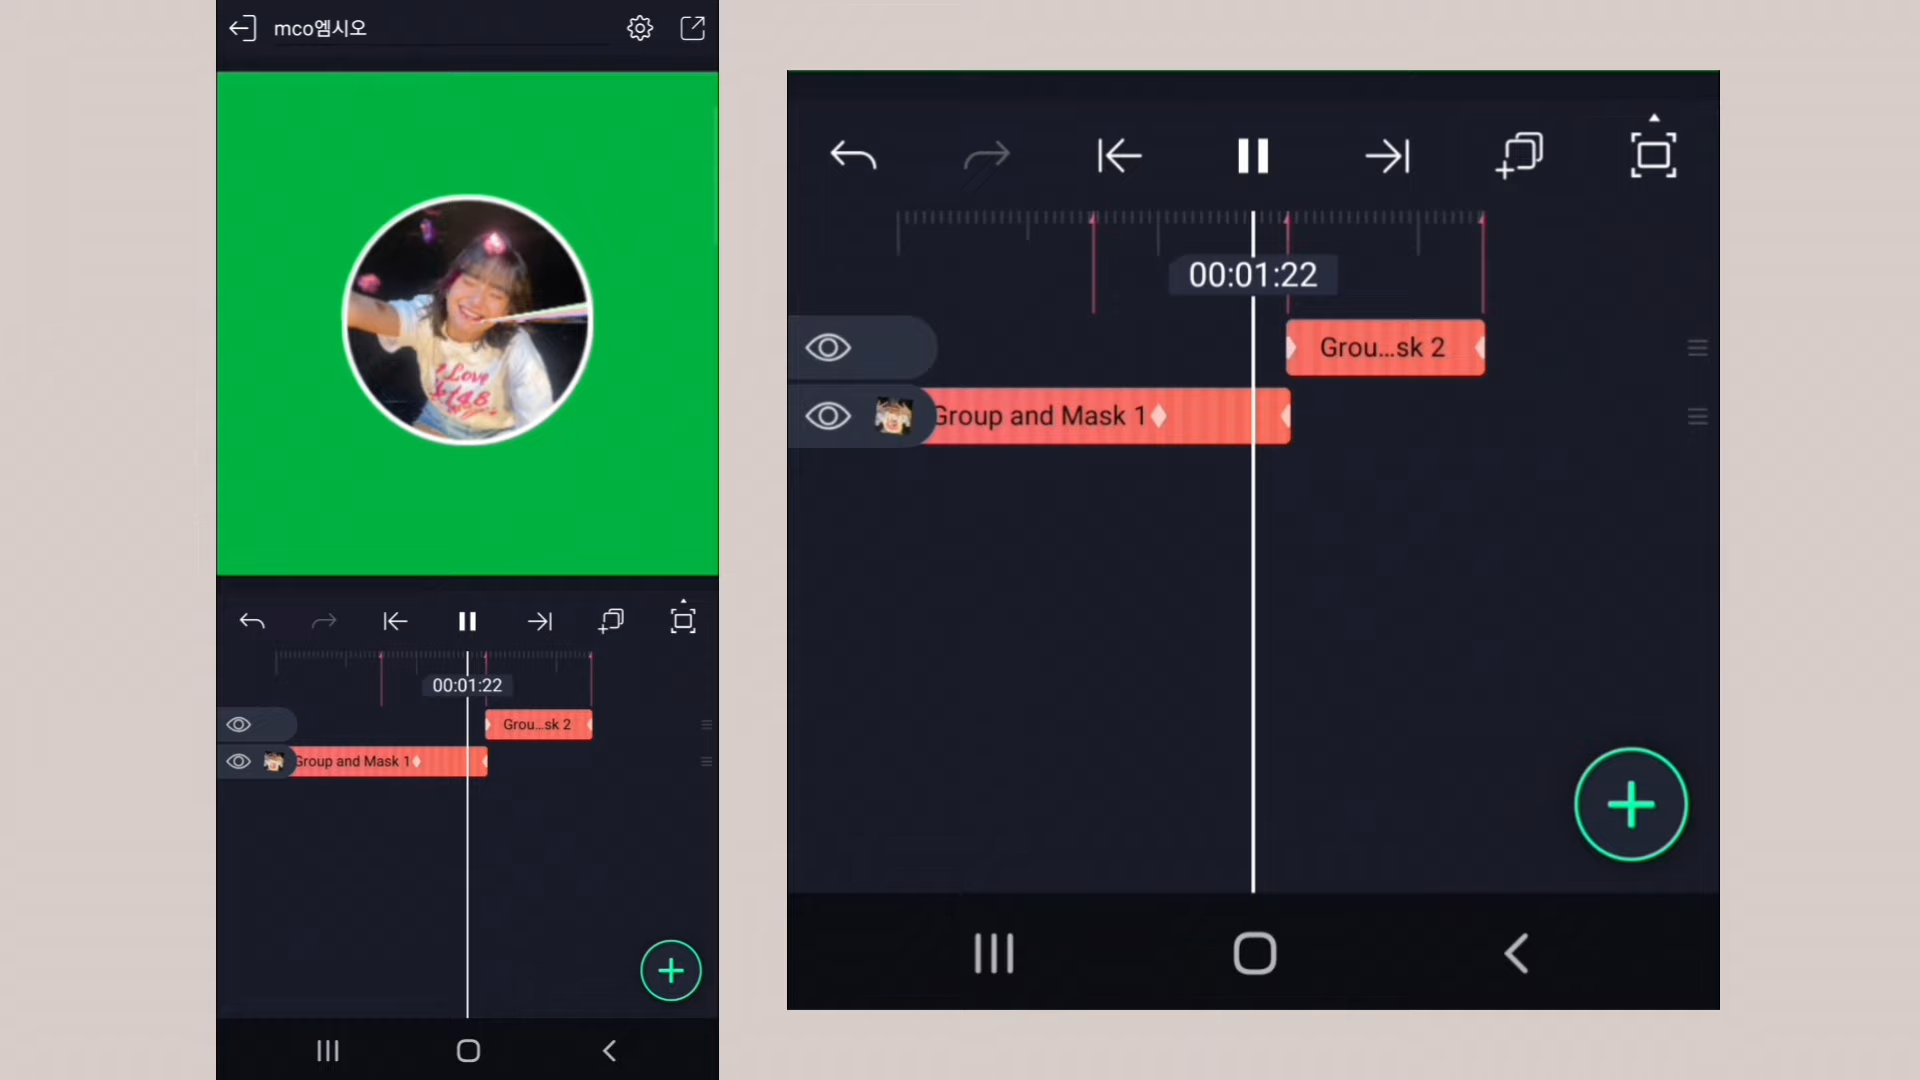 mco엠시오
I Love
00:01:22
Grou...sk 2
Group and Mask 1
00:01:22
Grou...sk 2
Group and Mask 1